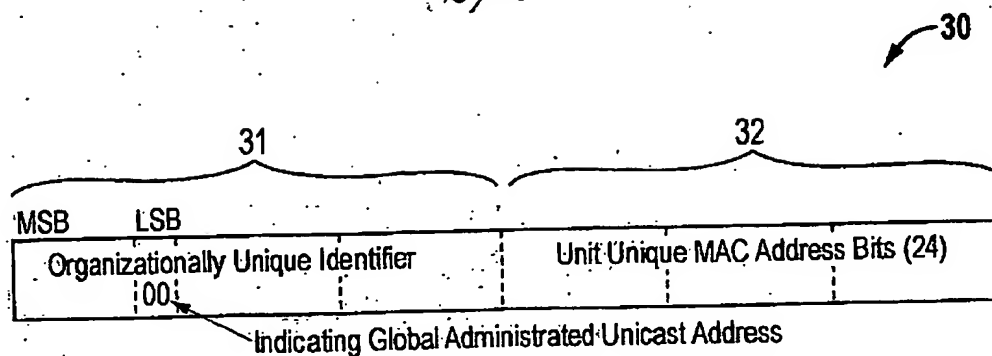 30
31 32
MSB LSB
Organizationally Unique Identifier Unit Unique MAC Address Bits (24)
00
Indicating Global Administrated Unicast Address